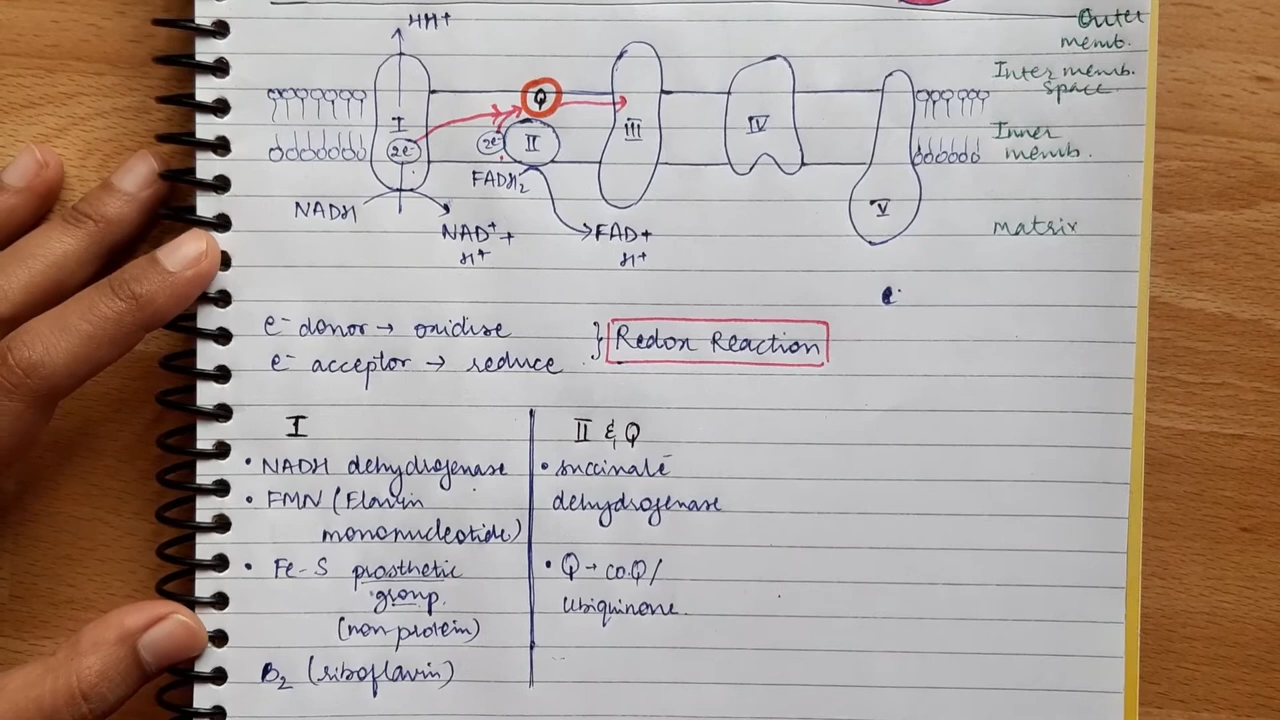 4H+
Outer
memb.
Inter memb.
space.
Q
I
2e-
2e-
II
III
IV
Inner
memb.
FADH2
NADH
V
NAD+ +
H+
FAD+
H+
matrix
e- donor → oxidise
e- acceptor → reduce
} Redox Reaction
I
• NADH dehydrogenase
• FMN (Flavin
mononucleotide)
• Fe-S prosthetic
group.
(non-protein)
B2 (riboflavin)
II & Q
• succinate
dehydrogenase
• Q → co.Q/
Ubiquinone.